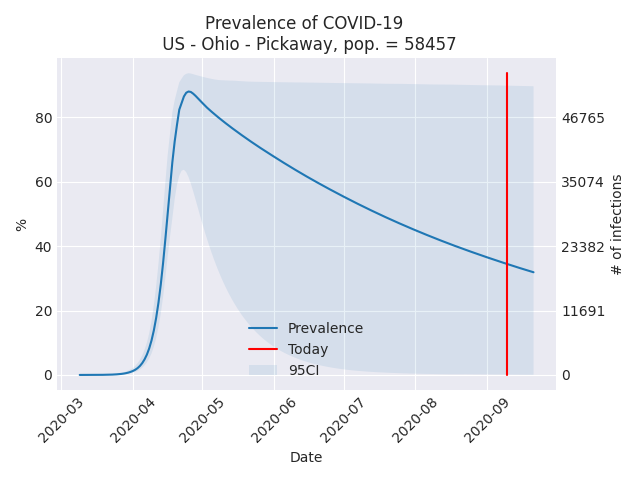 Prevalence of COVID-19
US - Ohio - Pickaway, pop. = 58457
%
80
60
40
20
0
46765
35074
23382
11691
0
# of infections
Prevalence
Today
95CI
2020-03
2020-04
2020-05
2020-06
2020-07
2020-08
2020-09
Date